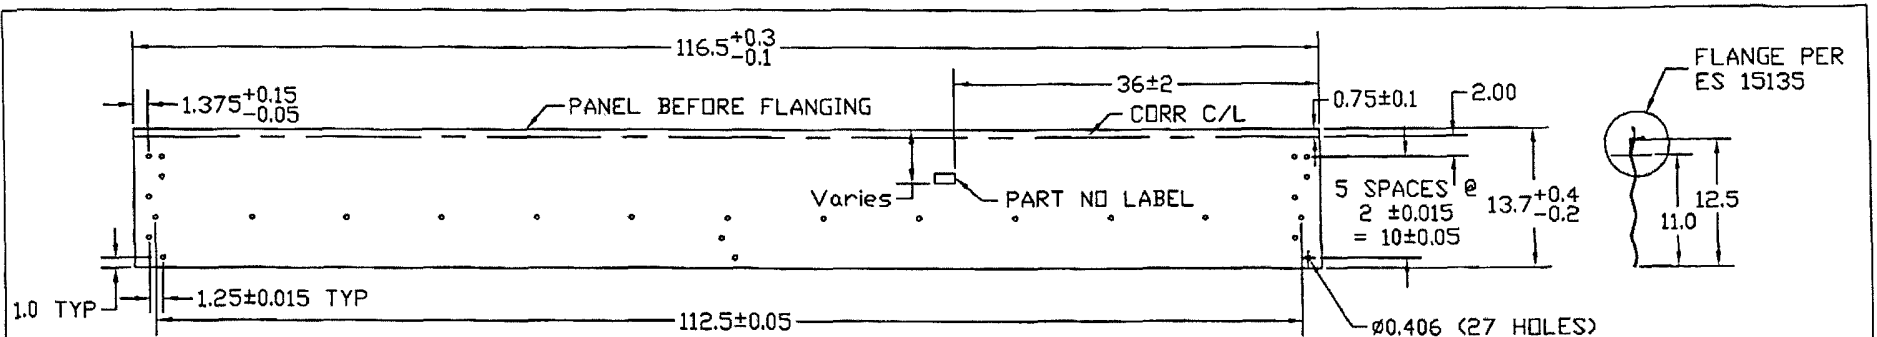 116.5 +0.3
-0.1
FLANGE PER
ES 15135
36±2
1.375 +0.15
-0.05
PANEL BEFORE FLANGING
CORR C/L
0.75±0.1
2.00
Varies
PART NO LABEL
5 SPACES @
2 ±0.015
= 10±0.05
13.7 +0.4
-0.2
11.0
12.5
1.0 TYP
1.25±0.015 TYP
112.5±0.05
ø0.406 (27 HOLES)